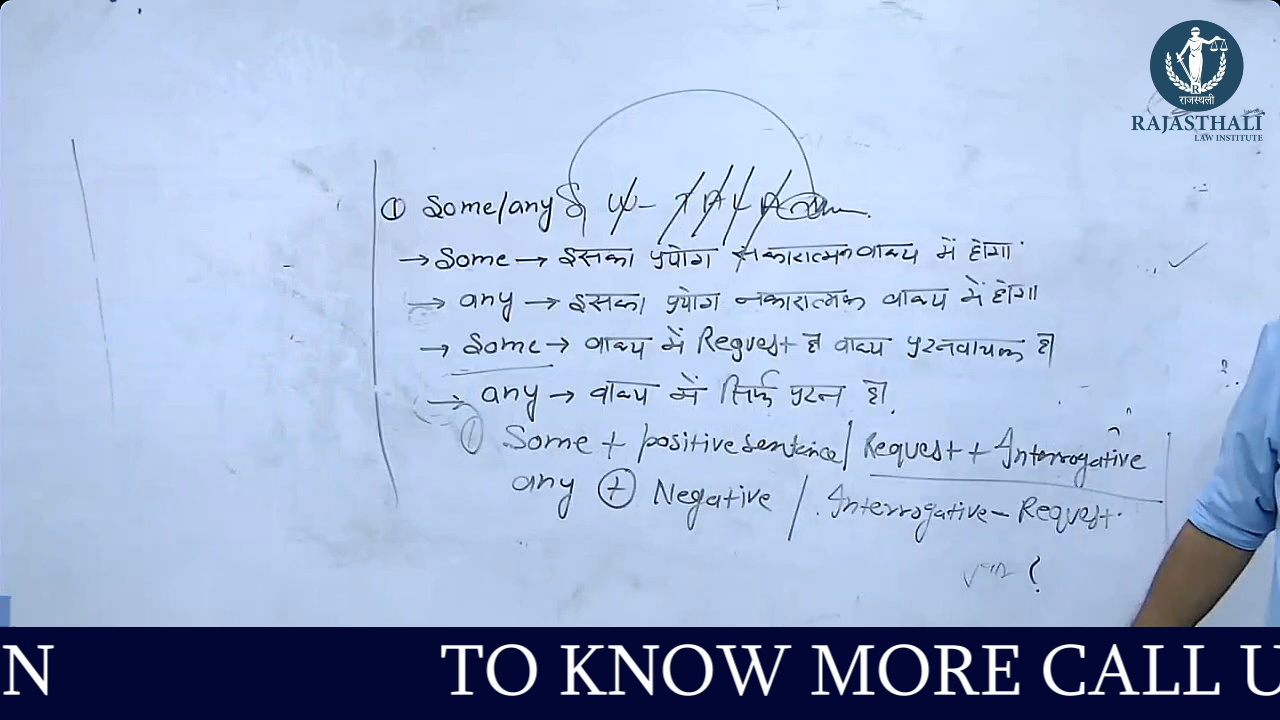 राजस्थली
RAJASTHALI
LAW INSTITUTE
① Some/any
→ Some → इसका प्रयोग सकारात्मक वाक्य में होगा
→ any → इसका प्रयोग नकारात्मक वाक्य में होगा
→ Some → वाक्य में Request हो वाक्य प्रश्नवाचक हो
→ any → वाक्य में सिर्फ प्रश्न हो.
① Some + positive sentence / Request + Interrogative
any ⊕ Negative / Interrogative - Request.
N TO KNOW MORE CALL U